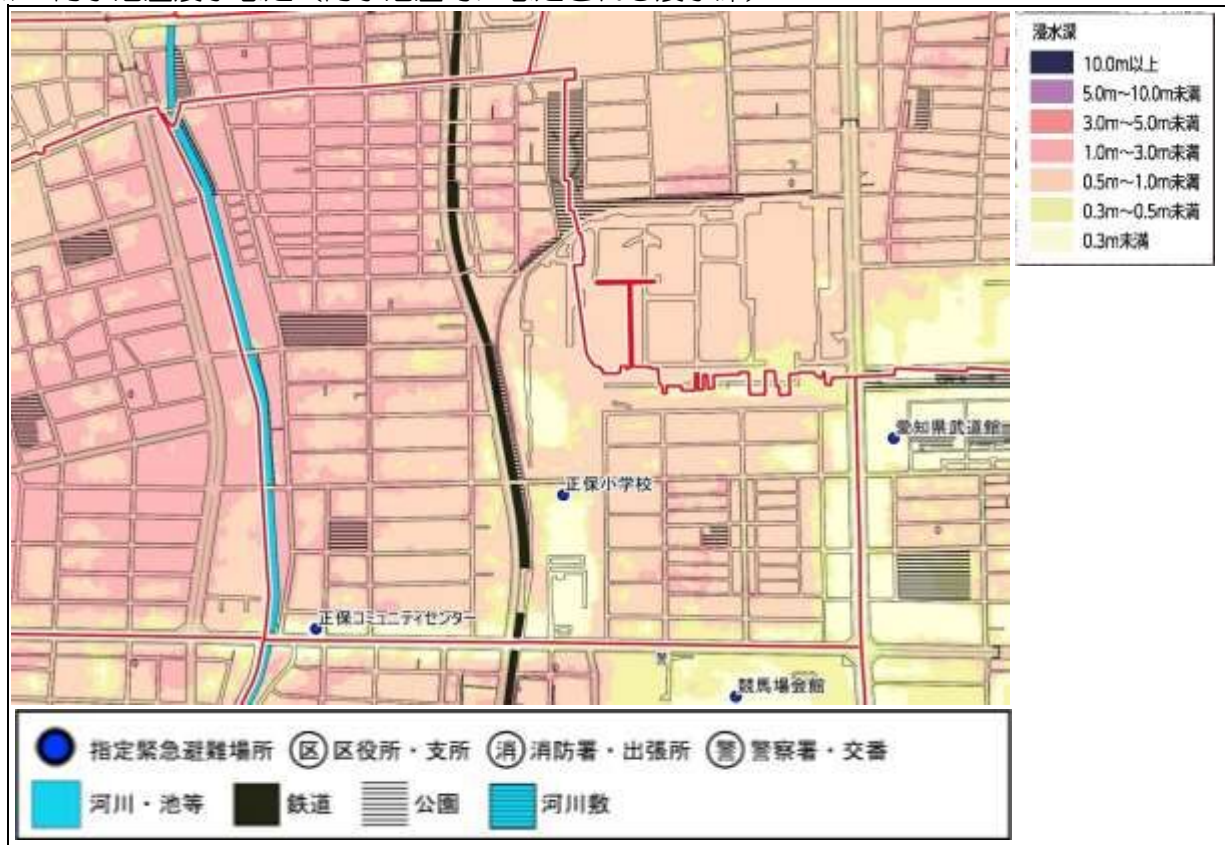 浸水深
10.0m以上
5.0m～10.0m未満
3.0m～5.0m未満
1.0m～3.0m未満
0.5m～1.0m未満
0.3m～0.5m未満
0.3m未満
愛知県武道館
正保小学校
正保コミュニティセンター
競馬場会館
指定緊急避難場所 区 区役所・支所 消 消防署・出張所 警 警察署・交番
河川・池等 鉄道 公園 河川敷